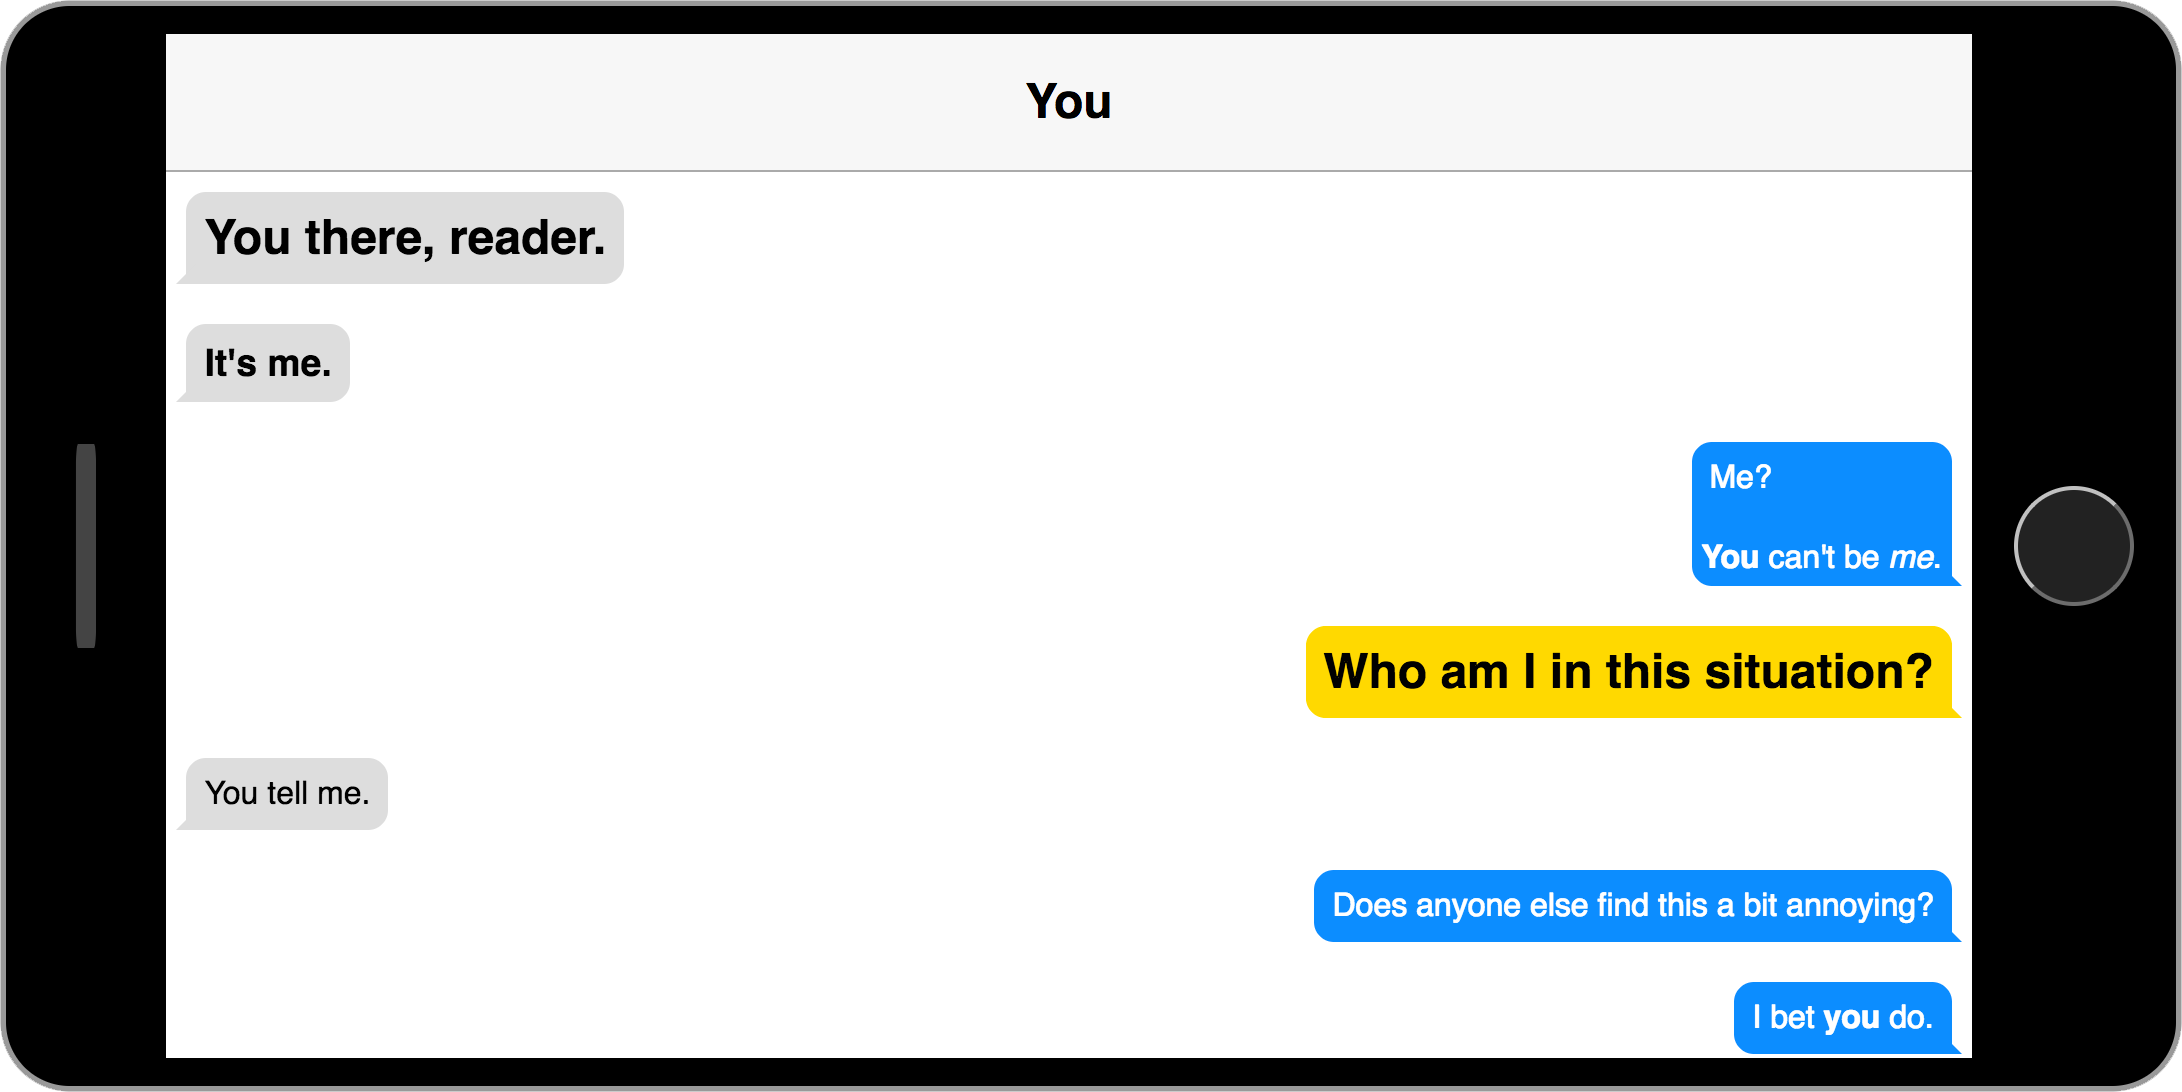 You
You there, reader.
It's me.
Me?
You can't be me.
Who am I in this situation?
You tell me.
Does anyone else find this a bit annoying?
I bet you do.